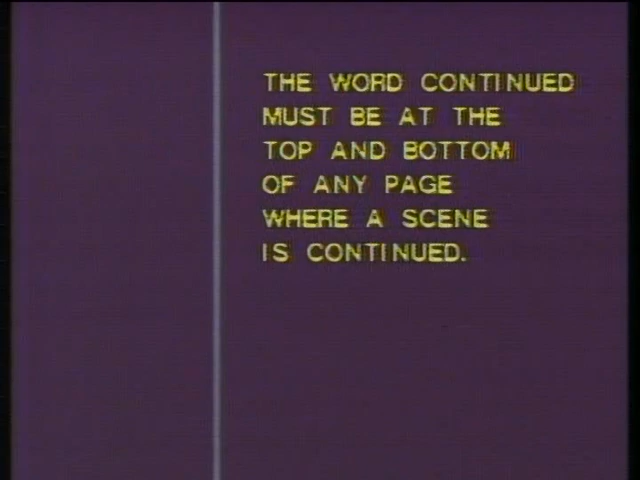 THE WORD CONTINUED
MUST BE AT THE
TOP AND BOTTOM
OF ANY PAGE
WHERE A SCENE
IS CONTINUED.